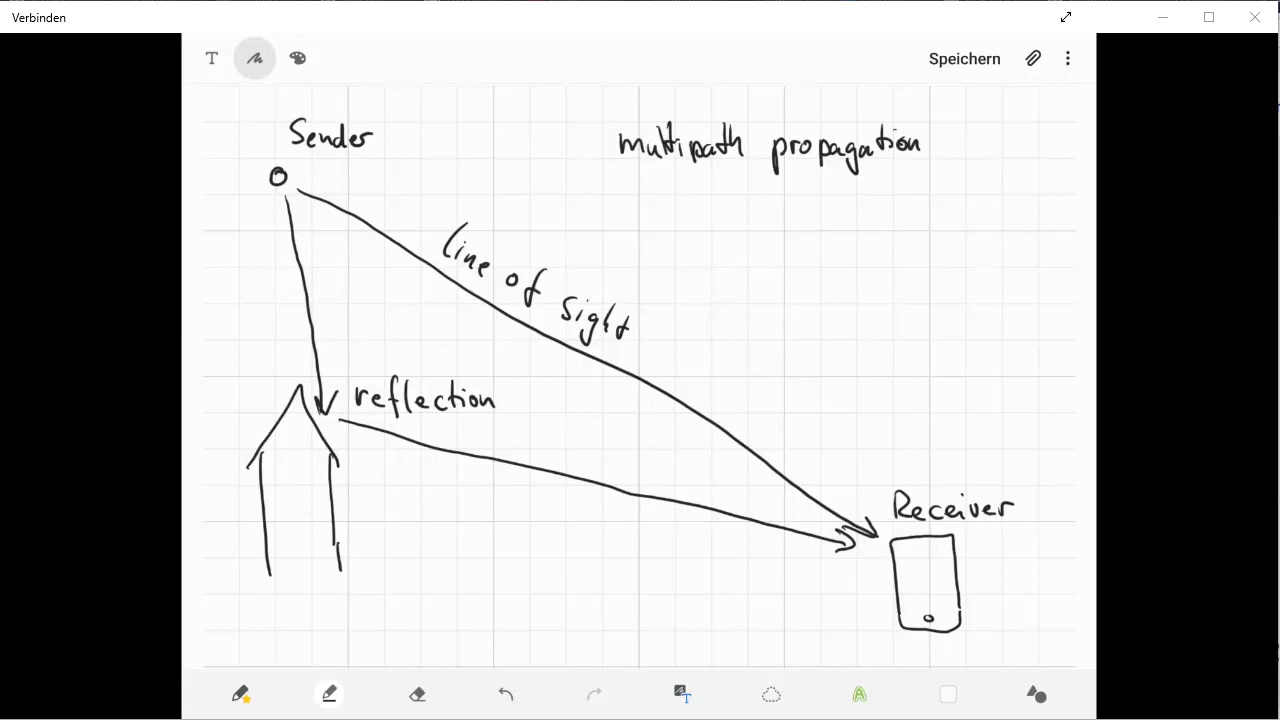 Verbinden
T
Speichern
Sender
multipath propagation
line of sight
reflection
Receiver
T
A